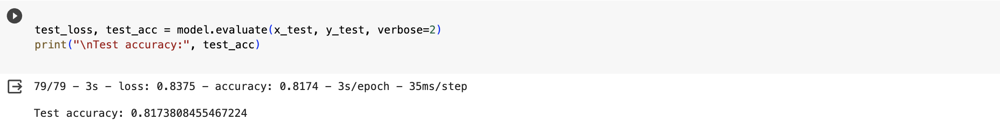 test_loss, test_acc = model.evaluate(x_test, y_test, verbose=2)
print("\nTest accuracy:", test_acc)
79/79 - 3s - loss: 0.8375 - accuracy: 0.8174 - 3s/epoch - 35ms/step
Test accuracy: 0.8173808455467224